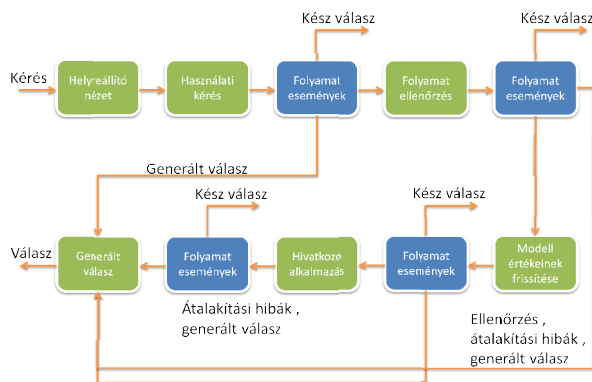 Kész válasz
Kész válasz
Kérés
Helyreállító
nézet
Használati
kérés
Folyamat
események
Folyamat
ellenőrzés
Folyamat
események
Generált válasz
Kész válasz
Kész válasz
Válasz
Generált
válasz
Folyamat
események
Hivatkozó
alkalmazás
Folyamat
események
Modell
értékeinek
frissítése
Átalakítási hibák ,
generált válasz
Ellenőrzés ,
átalakítási hibák ,
generált válasz